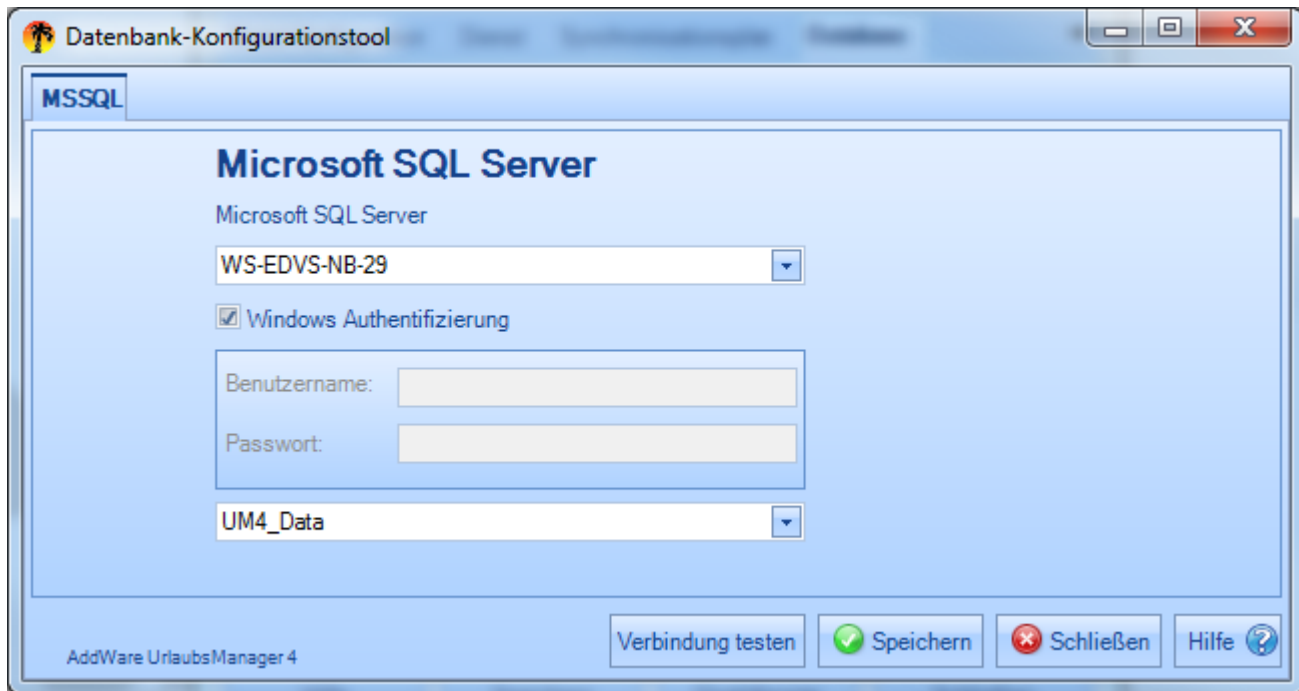 Datenbank-Konfigurationstool
MSSQL
Microsoft SQL Server
Microsoft SQL Server
WS-EDVS-NB-29
Windows Authentifizierung
Benutzername:
Passwort:
UM4_Data
AddWare UrlaubsManager 4
Verbindung testen
Speichern
Schließen
Hilfe